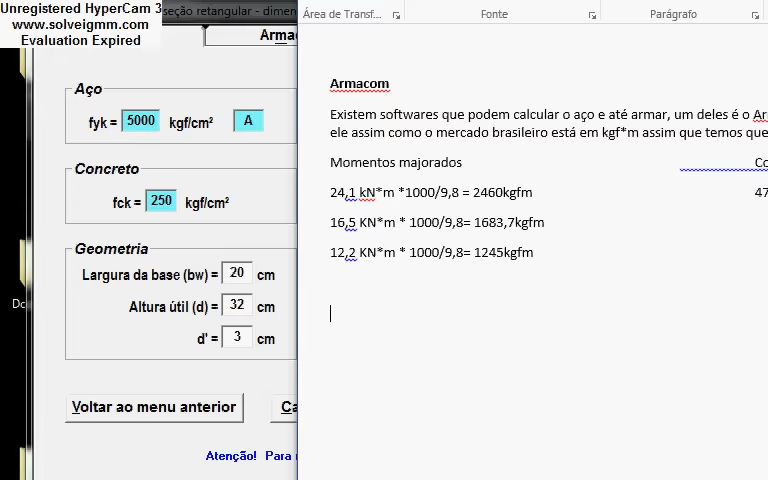 Unregistered HyperCam 3
www.solveigmm.com
Evaluation Expired
seção retangular - dimen
Aço
fyk = 5000 kgf/cm² A
Concreto
fck = 250 kgf/cm²
Geometria
Largura da base (bw) = 20 cm
Altura útil (d) = 32 cm
d' = 3 cm
Voltar ao menu anterior
Atenção! Para
Área de Transf...
Fonte
Parágrafo
Armacom
Existem softwares que podem calcular o aço e até armar, um deles é o
ele assim como o mercado brasileiro está em kgf*m assim que temos que
Momentos majorados
24,1 kN*m *1000/9,8 = 2460kgfm 47
16,5 KN*m * 1000/9,8= 1683,7kgfm
12,2 KN*m * 1000/9,8= 1245kgfm